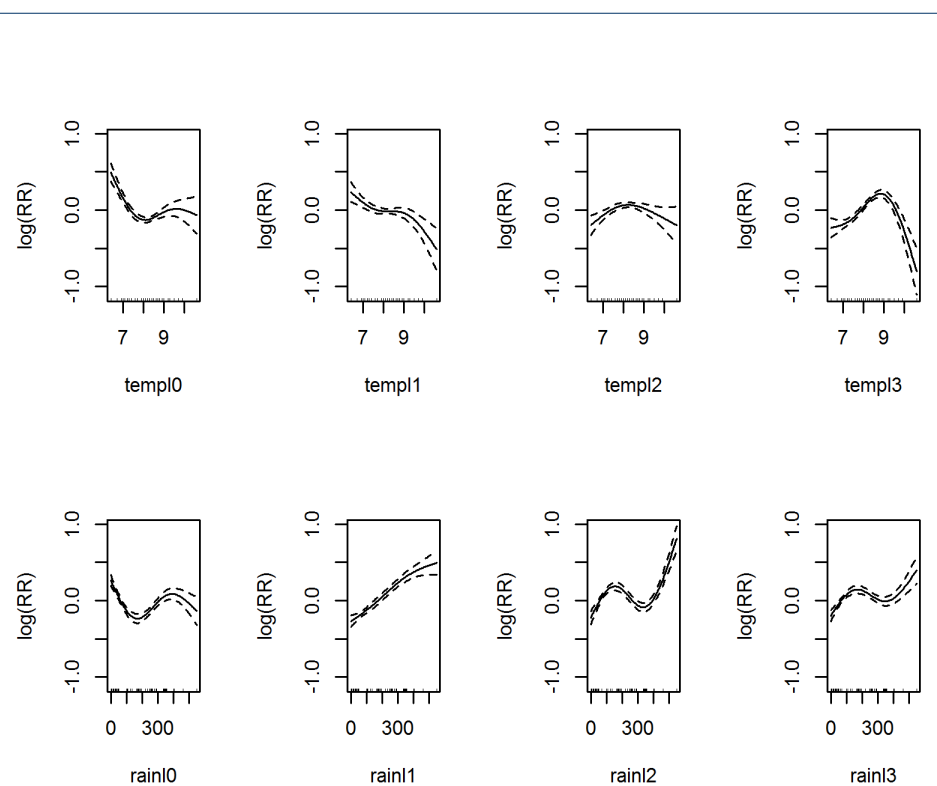 1.0 1.0 1.0 1.0
log(RR) 0.0 log(RR) 0.0 log(RR) 0.0 log(RR) 0.0
-1.0 -1.0 -1.0 -1.0
7 9 7 9 7 9 7 9
templ0 templ1 templ2 templ3
1.0 1.0 1.0 1.0
log(RR) 0.0 log(RR) 0.0 log(RR) 0.0 log(RR) 0.0
-1.0 -1.0 -1.0 -1.0
0 300 0 300 0 300 0 300
rainl0 rainl1 rainl2 rainl3